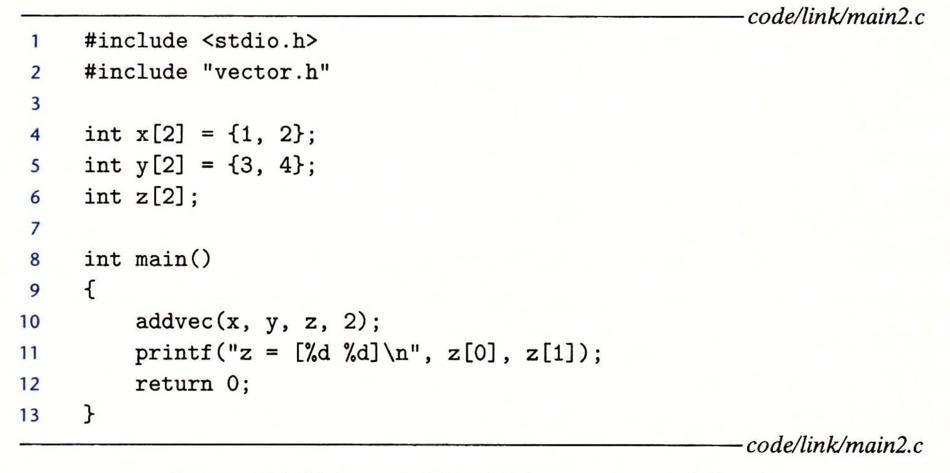 code/link/main2.c
1 #include <stdio.h>
2 #include "vector.h"
3
4 int x[2] = {1, 2};
5 int y[2] = {3, 4};
6 int z[2];
7
8 int main()
9 {
10 addvec(x, y, z, 2);
11 printf("z = [%d %d]\n", z[0], z[1]);
12 return 0;
13 }
code/link/main2.c